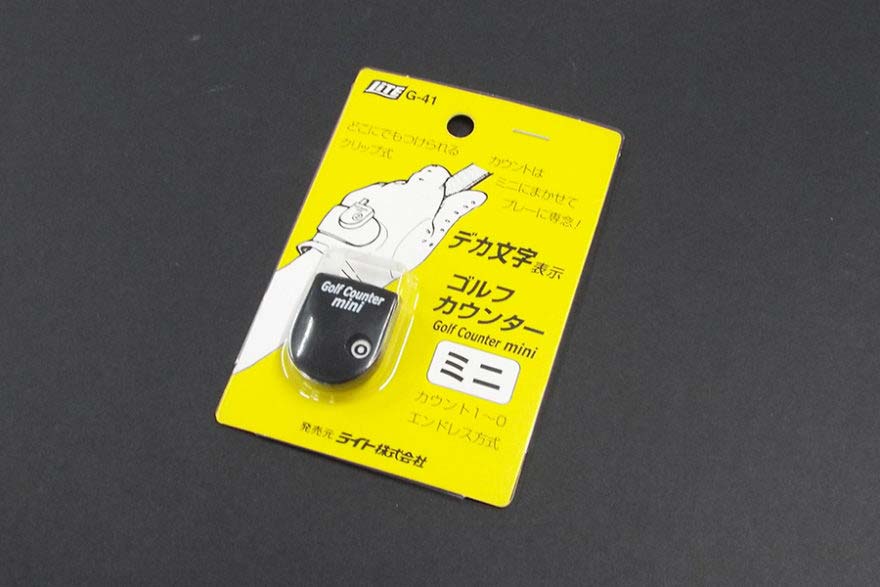 LITE G-41
どこにでもつけられる
クリップ式
カウントは
ミニにまかせて
プレーに専念!
デカ文字表示
ゴルフ
カウンター
Golf Counter mini
ミニ
カウント1~0
エンドレス方式
Golf Counter
mini
発売元 ライト株式会社